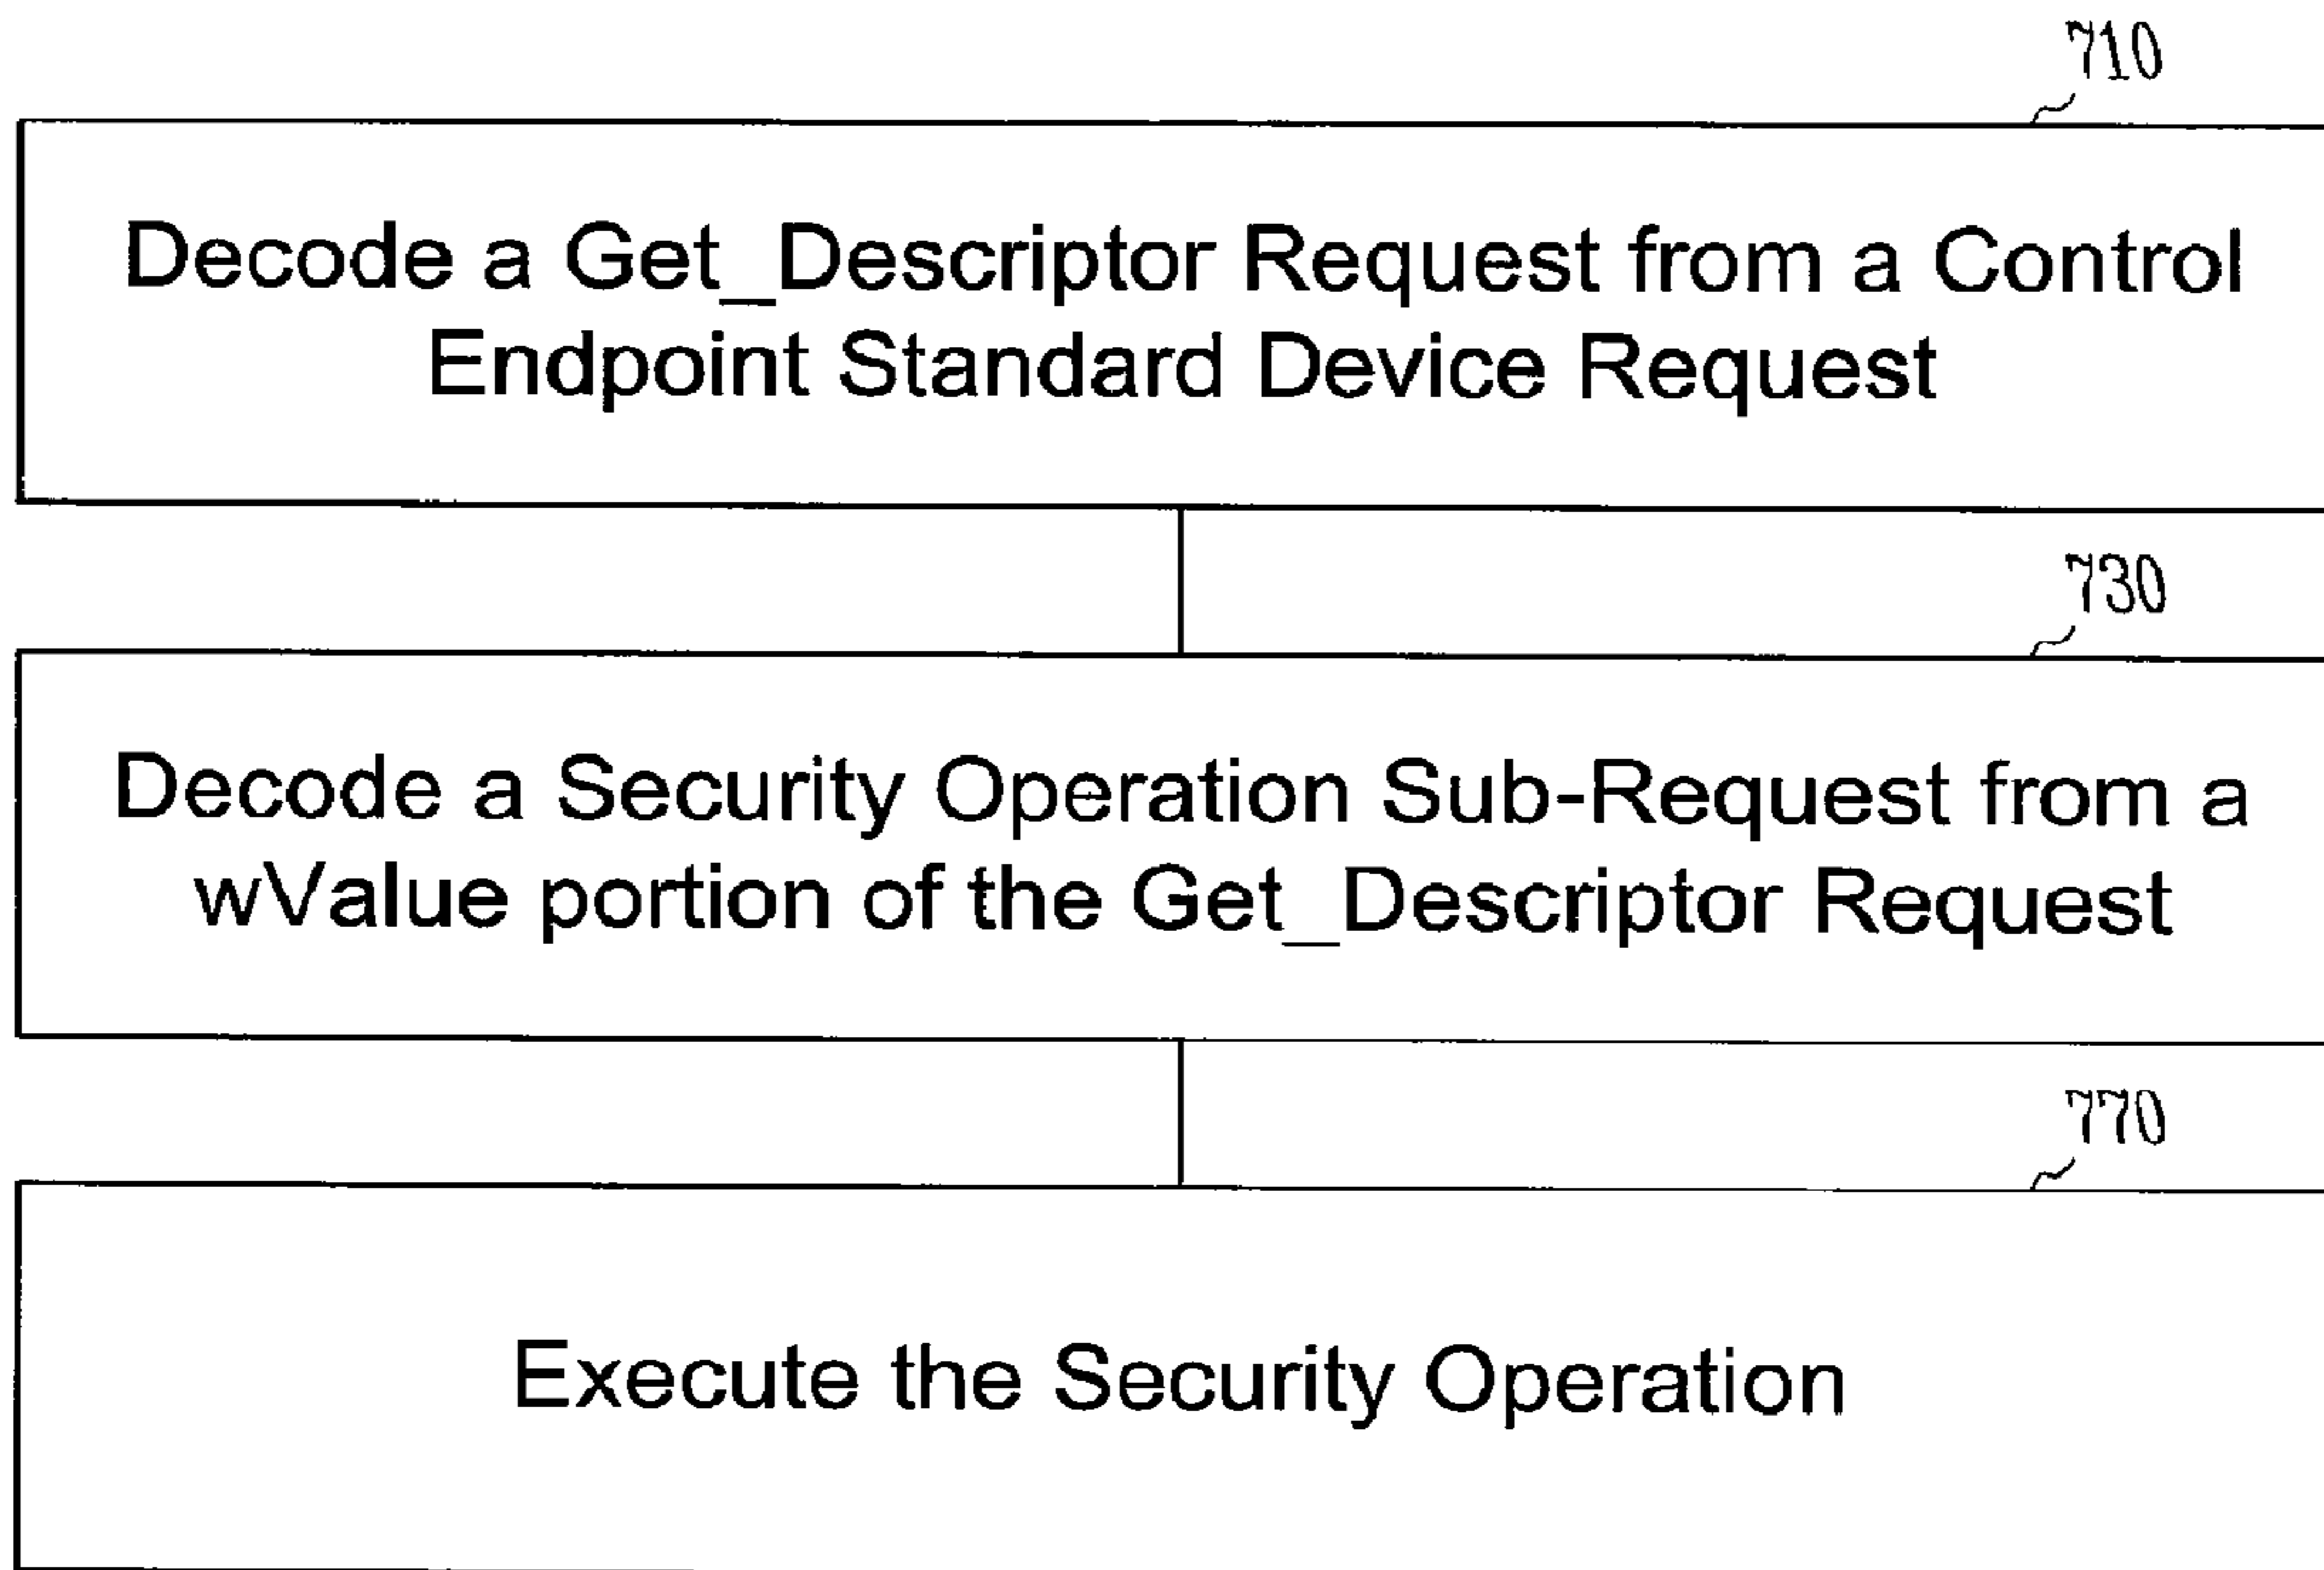 710
Decode a Get_Descriptor Request from a Control
Endpoint Standard Device Request
730
Decode a Security Operation Sub-Request from a
wValue portion of the Get_Descriptor Request
770
Execute the Security Operation